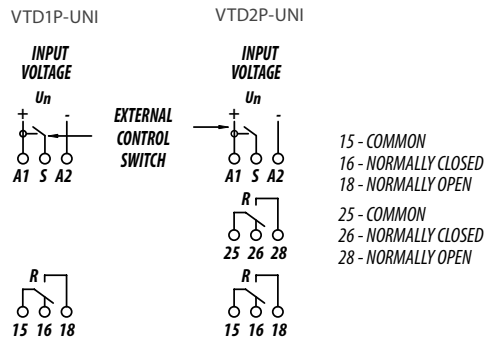 VTD1P-UNI
INPUT
VOLTAGE
Un
+ -
A1 S A2
R
15 16 18
EXTERNAL
CONTROL
SWITCH
VTD2P-UNI
INPUT
VOLTAGE
Un
+ -
A1 S A2
R
25 26 28
R
15 16 18
15 - COMMON
16 - NORMALLY CLOSED
18 - NORMALLY OPEN
25 - COMMON
26 - NORMALLY CLOSED
28 - NORMALLY OPEN